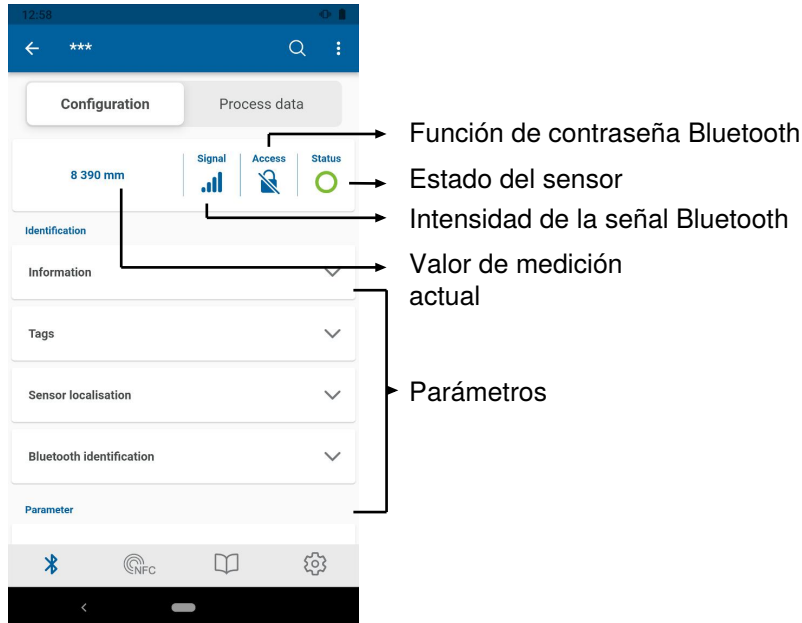 12:58
***
Configuration
Process data
8 390 mm
Signal
Access
Status
Identification
Information
Tags
Sensor localisation
Bluetooth identification
Parameter
NFC
Función de contraseña Bluetooth
Estado del sensor
Intensidad de la señal Bluetooth
Valor de medición
actual
Parámetros